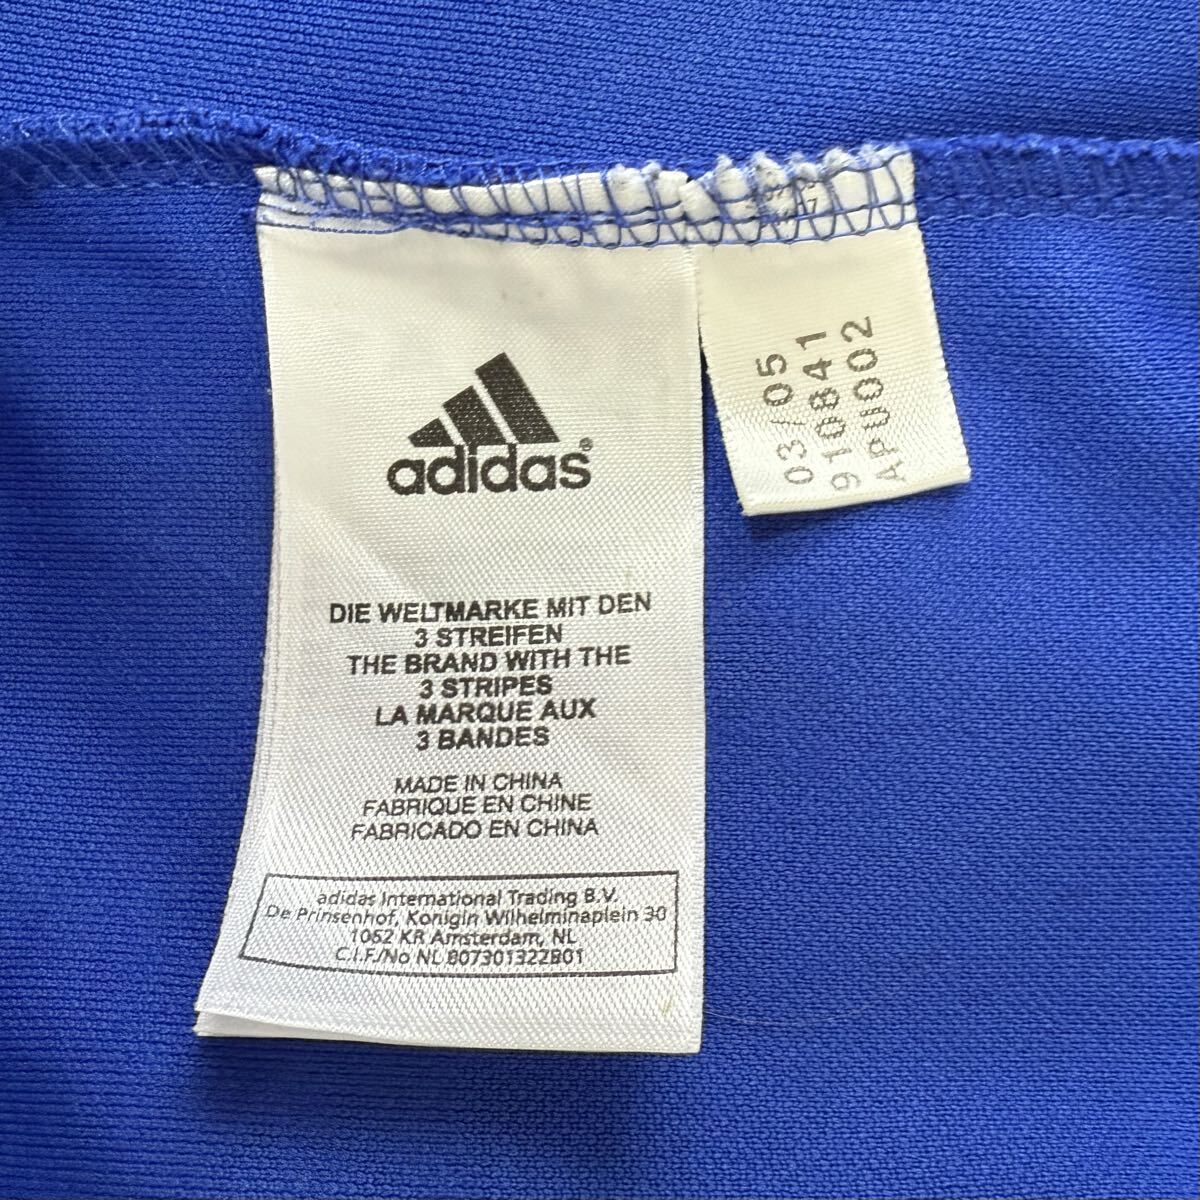 adidas®
DIE WELTMARKE MIT DEN
3 STREIFEN
THE BRAND WITH THE
3 STRIPES
LA MARQUE AUX
3 BANDES
MADE IN CHINA
FABRIQUE EN CHINE
FABRICADO EN CHINA
adidas International Trading B.V.
De Prinsenhof, Konigin Wilhelminaplein 30
1062 KR Amsterdam, NL
C.I.F./No NL 807301322B01
03/05
910841
APU002